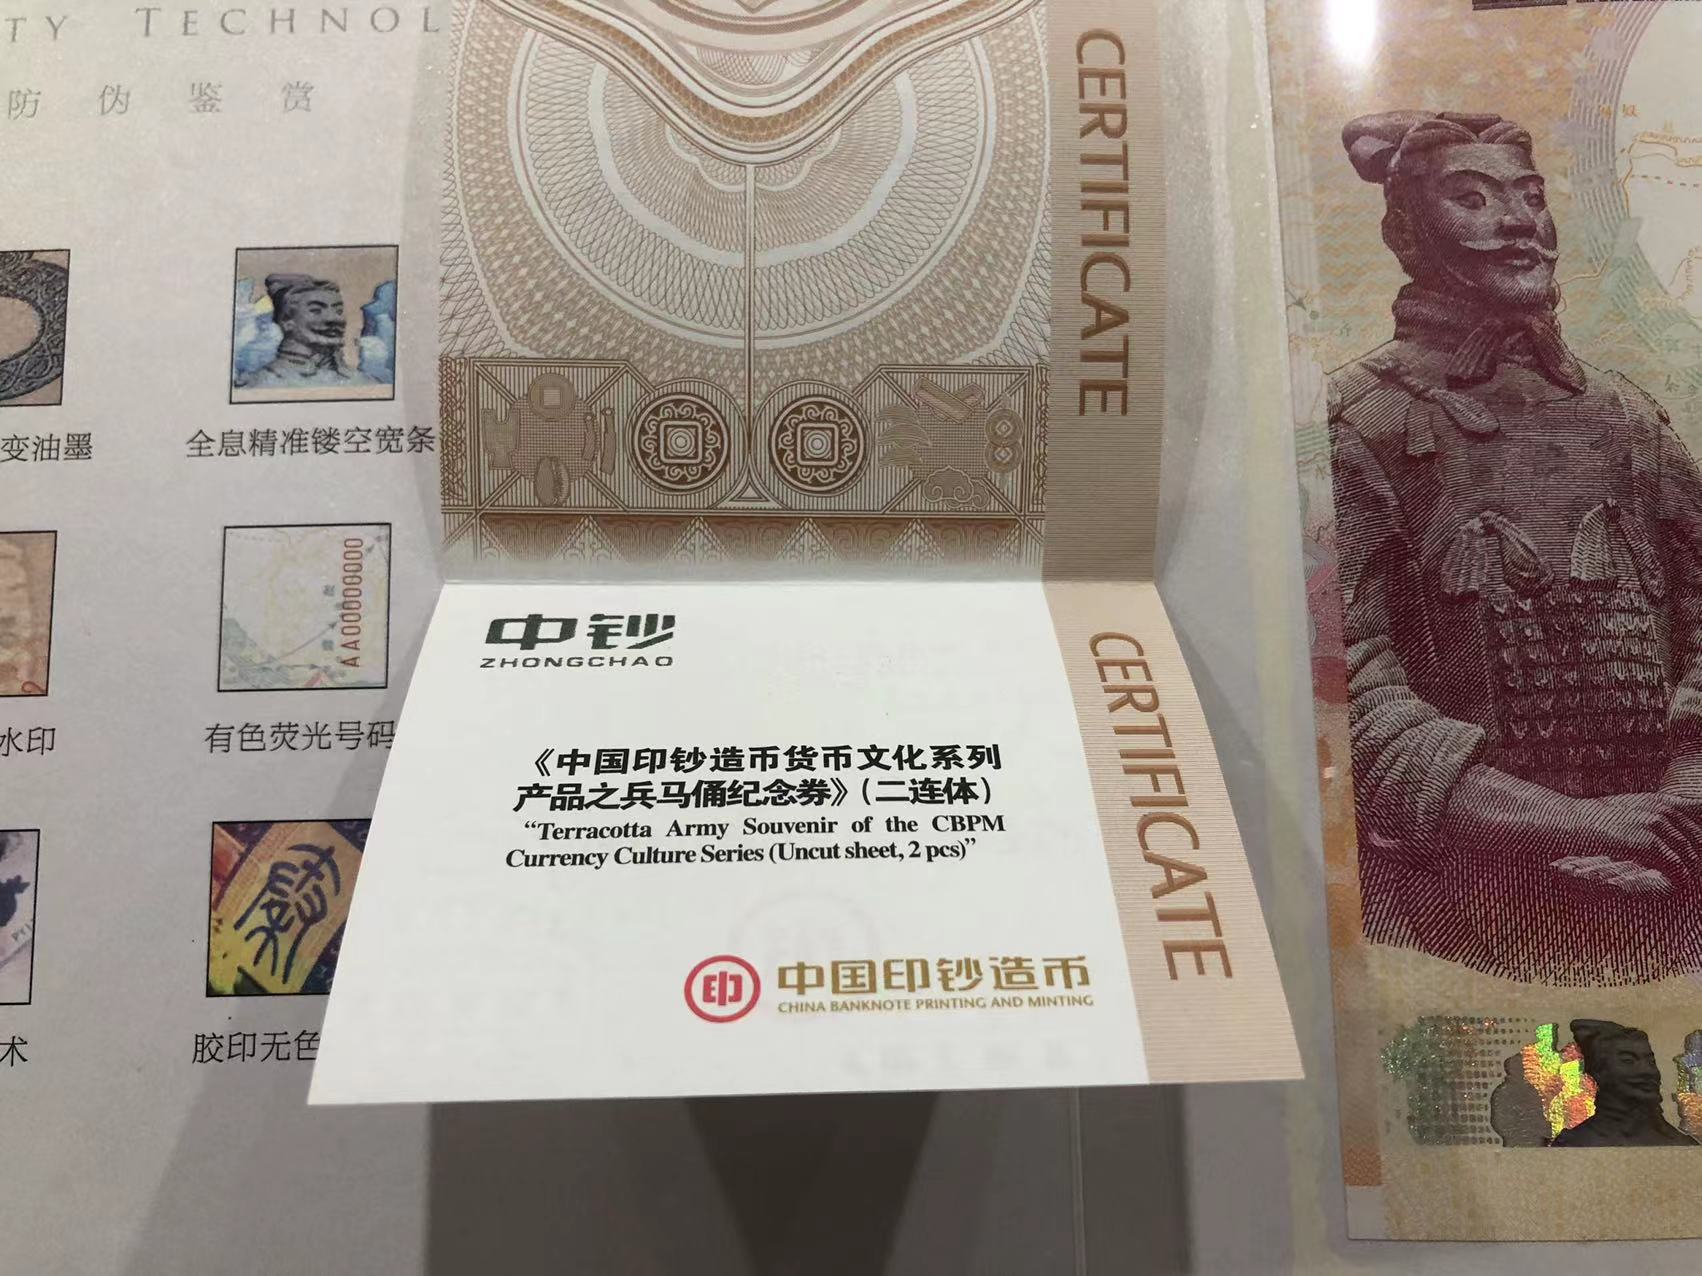 TY TECHNOL
防伪鉴赏
变油墨
全息精准镂空宽条
AA00000000
水印
有色荧光号码
术
胶印无色
CERTIFICATE
CERTIFICATE
中钞
ZHONGCHAO
《中国印钞造币货币文化系列
产品之兵马俑纪念券》(二连体)
“Terracotta Army Souvenir of the CBPM
Currency Culture Series (Uncut sheet, 2 pcs)”
中国印钞造币
CHINA BANKNOTE PRINTING AND MINTING